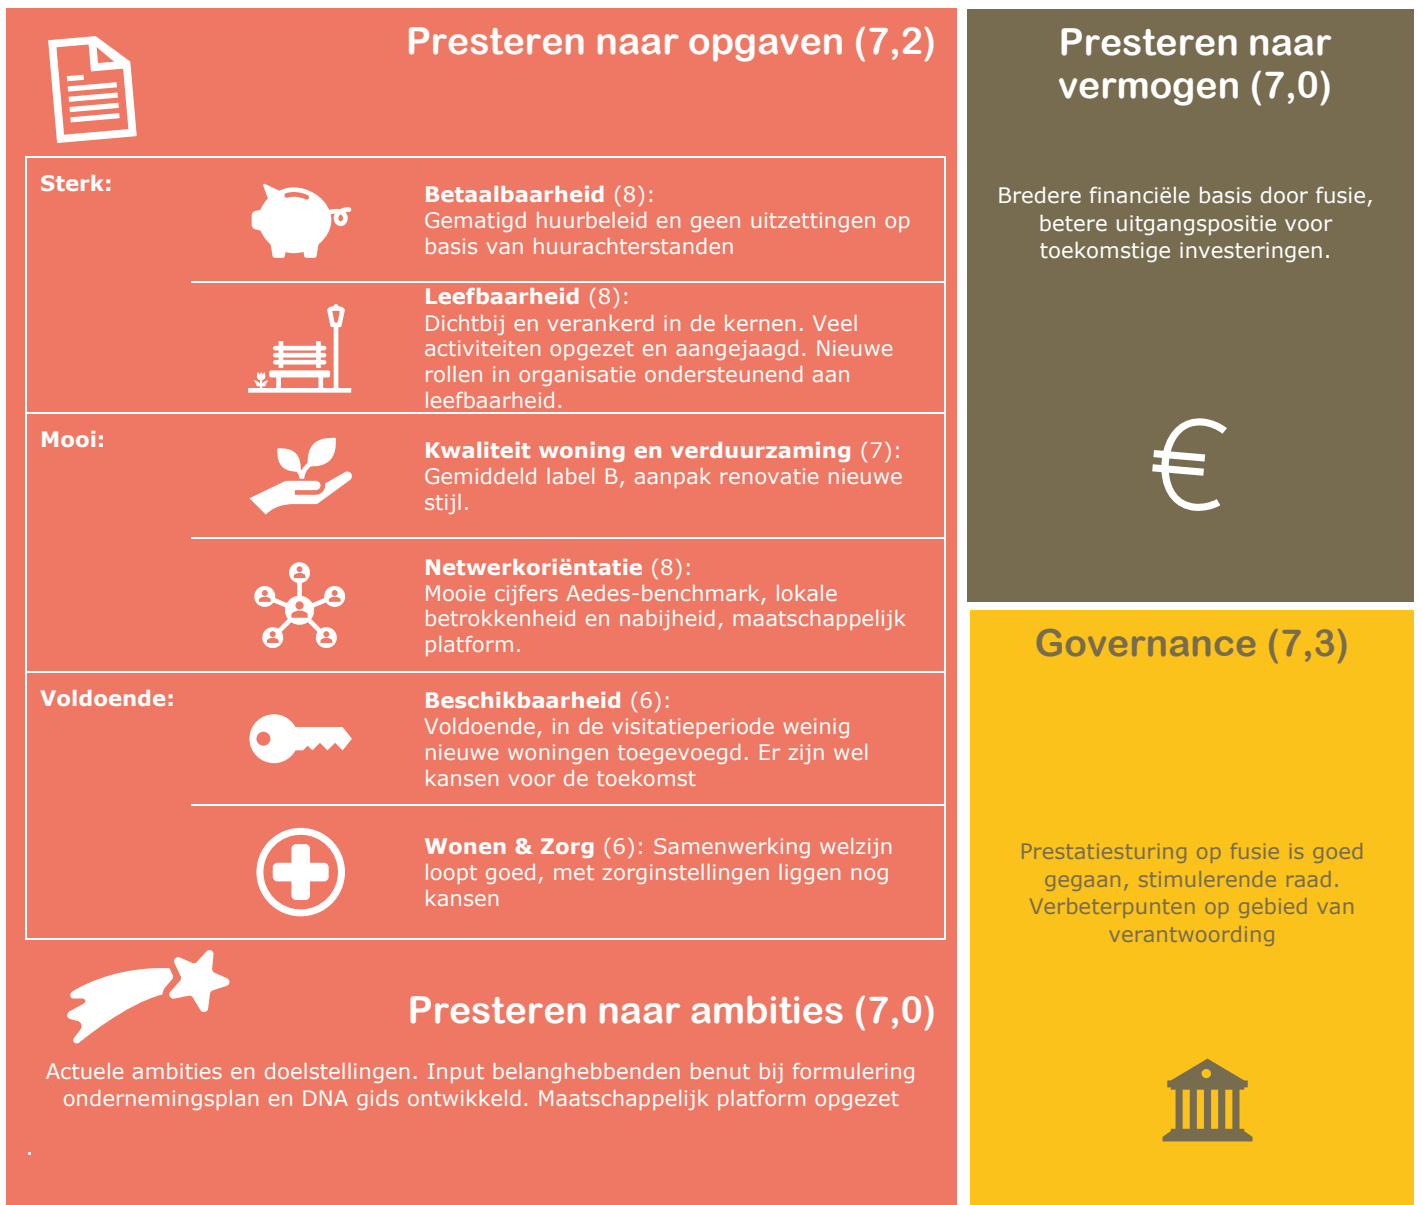 Presteren naar opgaven (7,2)
Sterk:
Betaalbaarheid (8):
Gematigd huurbeleid en geen uitzettingen op
basis van huurachterstanden
Leefbaarheid (8):
Dichtbij en verankerd in de kernen. Veel
activiteiten opgezet en aangejaagd. Nieuwe
rollen in organisatie ondersteunend aan
leefbaarheid.
Mooi:
Kwaliteit woning en verduurzaming (7):
Gemiddeld label B, aanpak renovatie nieuwe
stijl.
Netwerkoriëntatie (8):
Mooie cijfers Aedes-benchmark, lokale
betrokkenheid en nabijheid, maatschappelijk
platform.
Voldoende:
Beschikbaarheid (6):
Voldoende, in de visitatieperiode weinig
nieuwe woningen toegevoegd. Er zijn wel
kansen voor de toekomst
Wonen & Zorg (6): Samenwerking welzijn
loopt goed, met zorginstellingen liggen nog
kansen
Presteren naar ambities (7,0)
Actuele ambities en doelstellingen. Input belanghebbenden benut bij formulering
ondernemingsplan en DNA gids ontwikkeld. Maatschappelijk platform opgezet
.
Presteren naar
vermogen (7,0)
Bredere financiële basis door fusie,
betere uitgangspositie voor
toekomstige investeringen.
€
Governance (7,3)
Prestatiesturing op fusie is goed
gegaan, stimulerende raad.
Verbeterpunten op gebied van
verantwoording